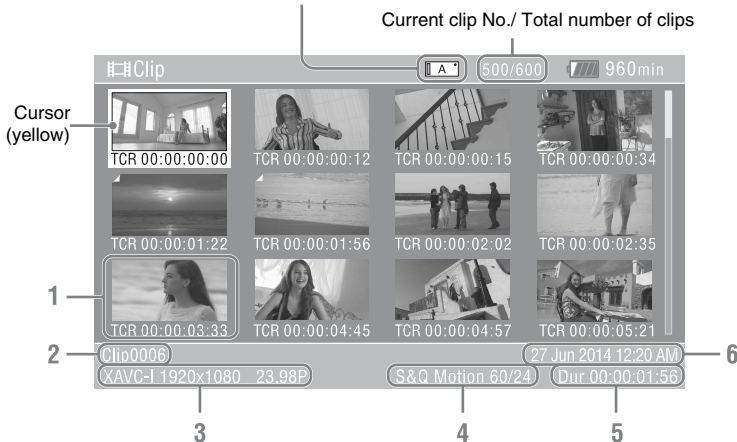 Current clip No./ Total number of clips
Clip
A
500/600
960min
Cursor
(yellow)
TCR 00:00:00:00
TCR 00:00:00:12
TCR 00:00:00:15
TCR 00:00:00:34
TCR 00:00:01:22
TCR 00:00:01:56
TCR 00:00:02:02
TCR 00:00:02:35
1
TCR 00:00:03:33
TCR 00:00:04:45
TCR 00:00:04:57
TCR 00:00:05:21
2
Clip0006
27 Jun 2014 12:20 AM
6
XAVC-I 1920x1080 23.98P
S&Q Motion 60/24
Dur 00:00:01:56
3
4
5